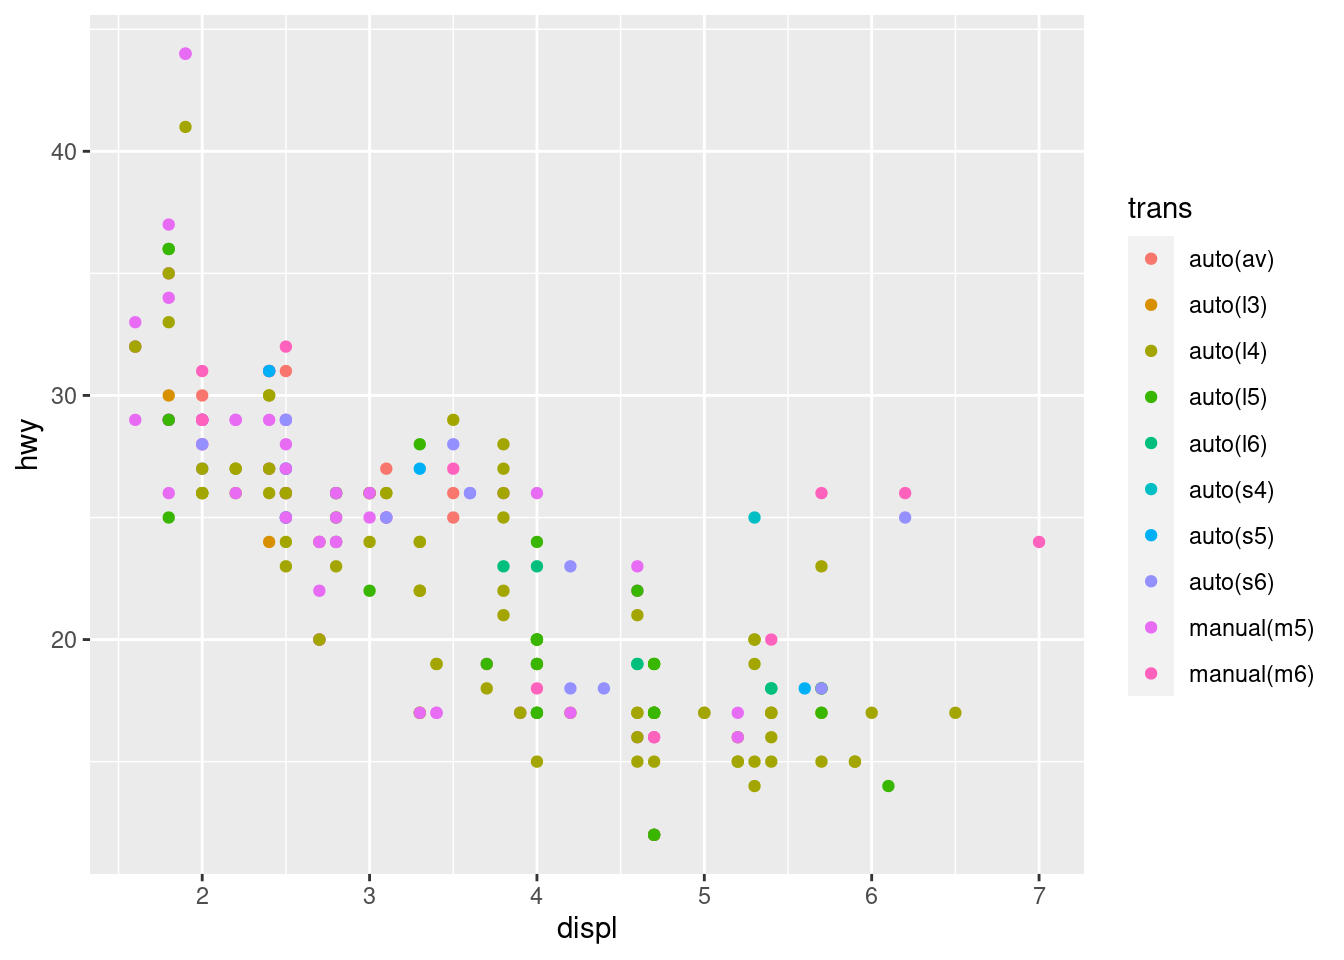 40
30
20
hwy
2 3 4 5 6 7
displ
trans
auto(av)
auto(l3)
auto(l4)
auto(l5)
auto(l6)
auto(s4)
auto(s5)
auto(s6)
manual(m5)
manual(m6)